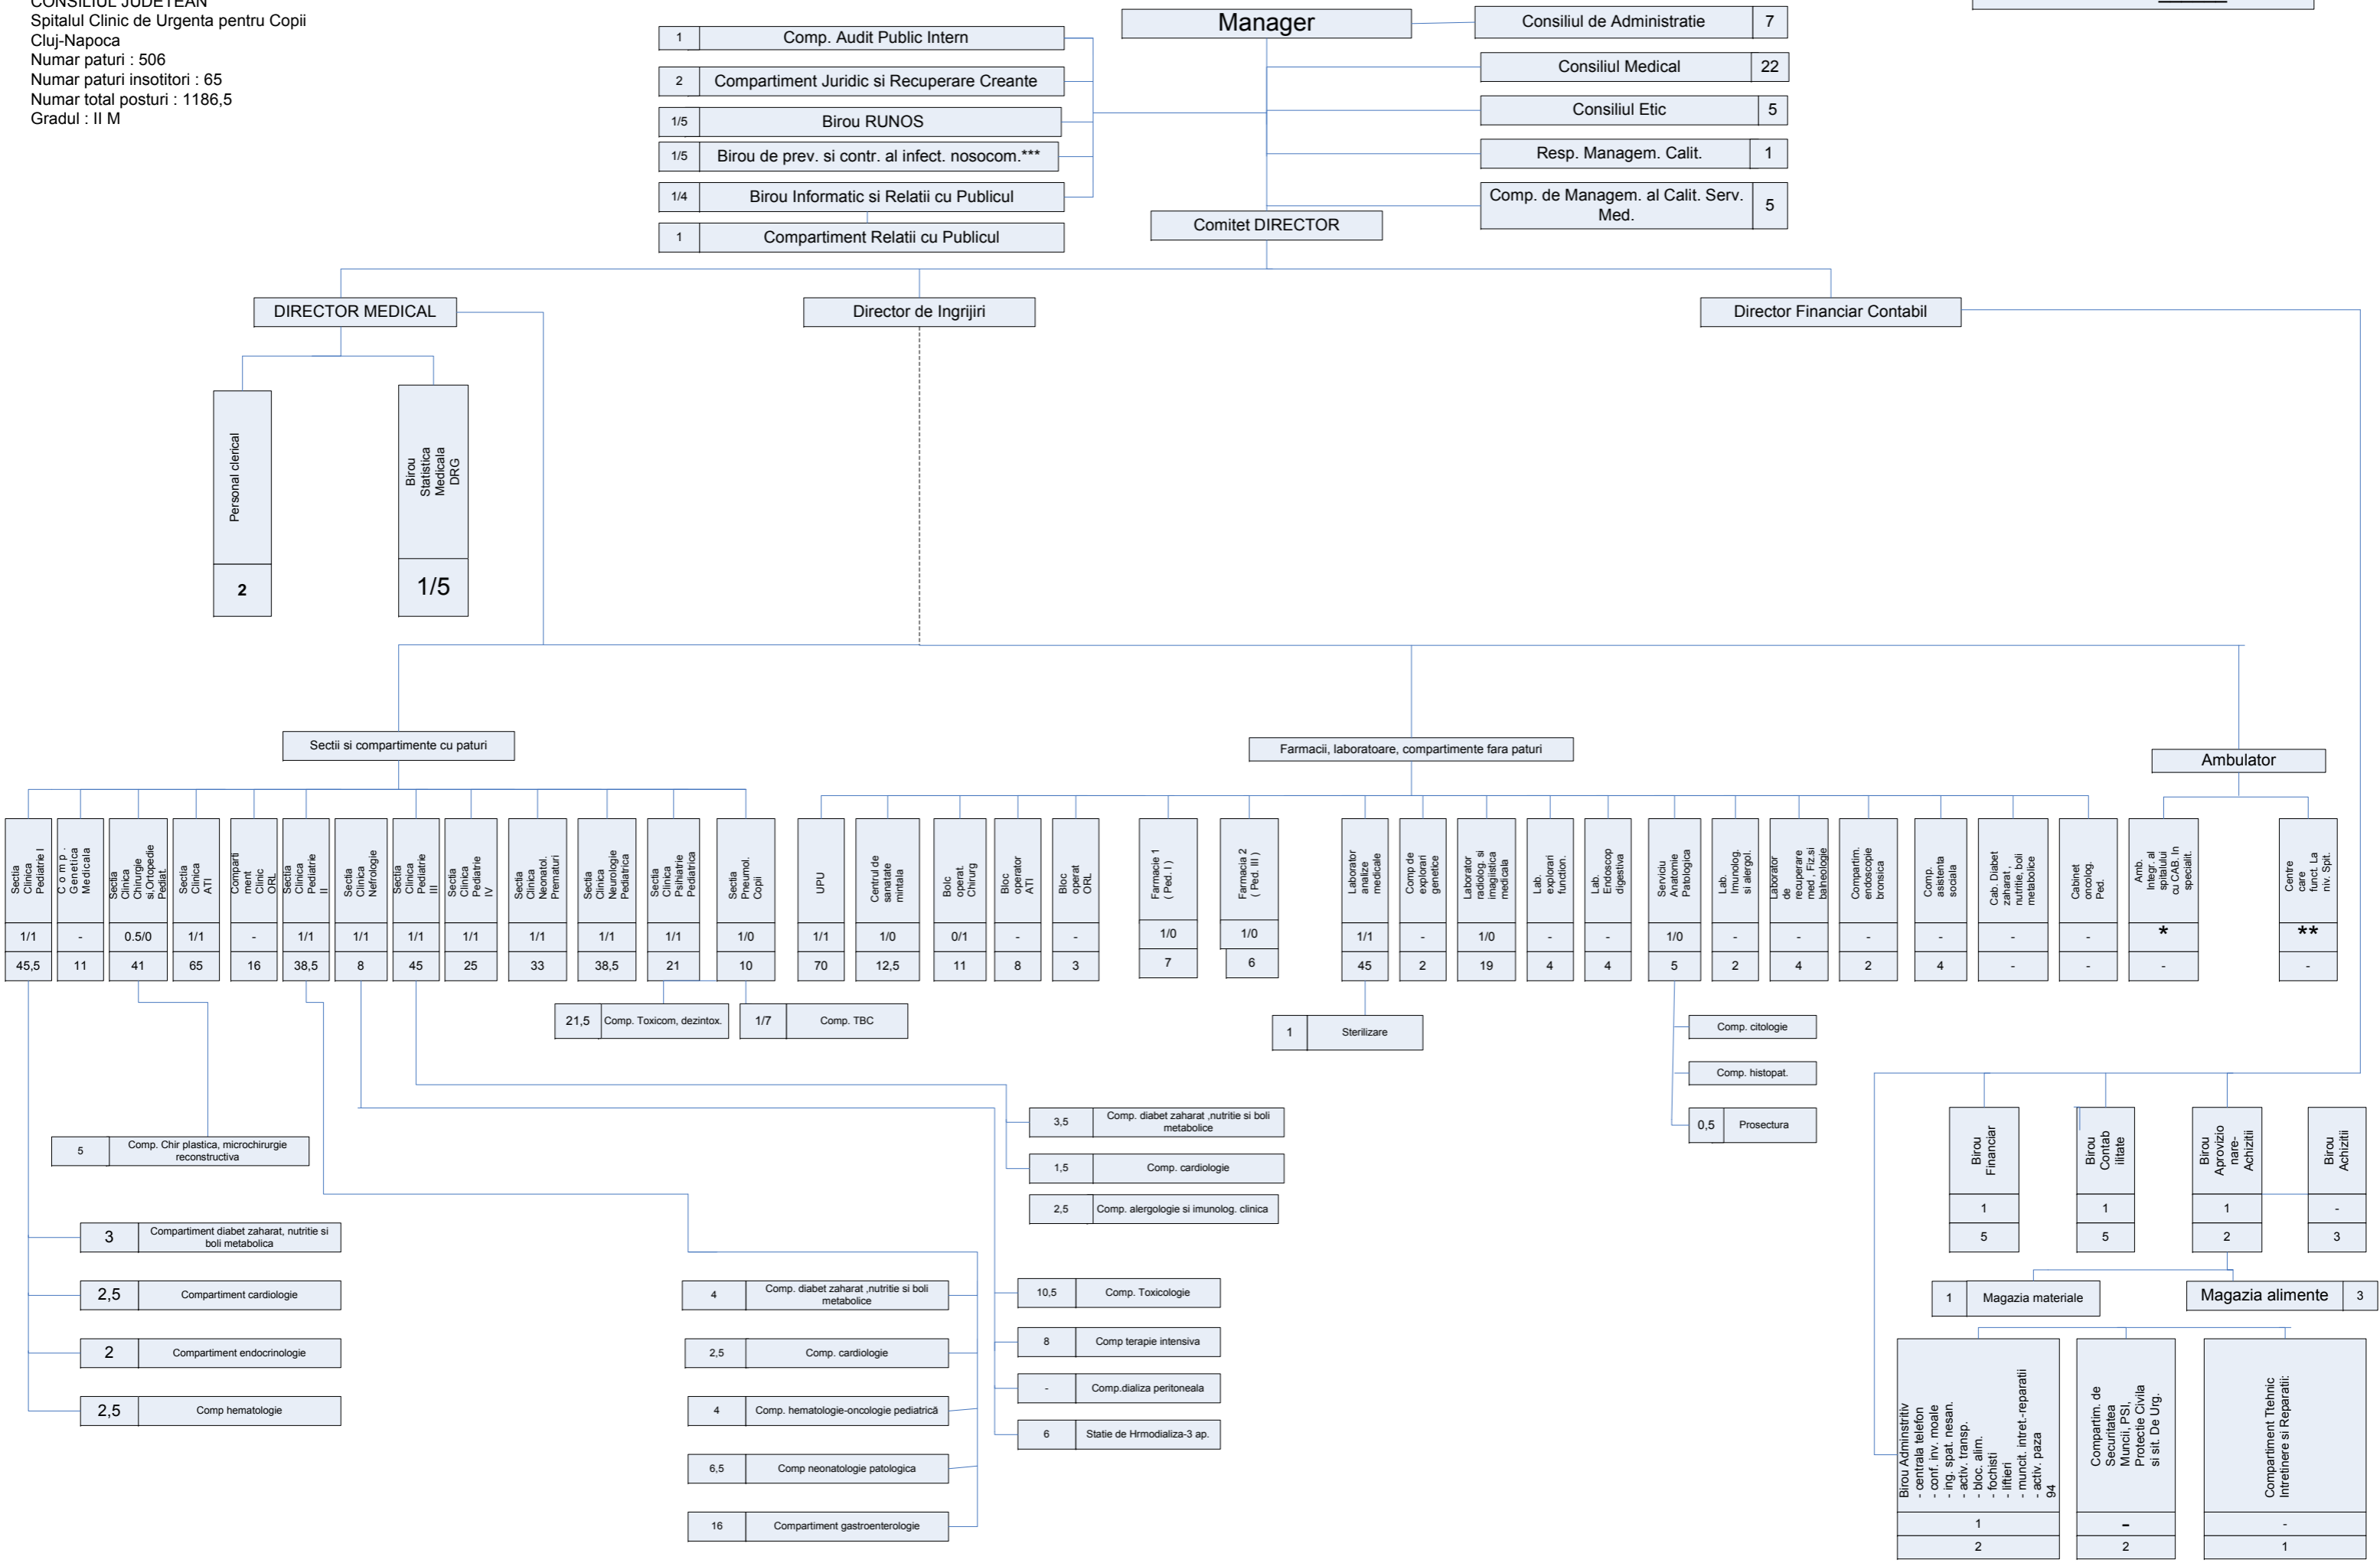 CONSILIUL JUDETEAN
Spitalul Clinic de Urgenta pentru Copii
Cluj-Napoca
Numar paturi : 506
Numar paturi insotitori : 65
Numar total posturi : 1186,5
Gradul : II M
Manager
Consiliul de Administratie 7
Consiliul Medical 22
Consiliul Etic 5
Resp. Managem. Calit. 1
Comp. de Managem. al Calit. Serv.
Med.
5
1 Comp. Audit Public Intern
2 Compartiment Juridic si Recuperare Creante
1/5 Birou RUNOS
1/5 Birou de prev. si contr. al infect. nosocom.***
1/4 Birou Informatic si Relatii cu Publicul
1 Compartiment Relatii cu Publicul
Comitet DIRECTOR
DIRECTOR MEDICAL
Director de Ingrijiri
Director Financiar Contabil
Personal clerical
2
Birou
Statistica
Medicala
DRG
1/5
Sectii si compartimente cu paturi
Farmacii, laboratoare, compartimente fara paturi
Ambulator
Sectia
Clinica
Pediatrie I
1/1
45,5
C o m p .
Genetica
Medicala
-
11
Sectia
Clinica
Chirurgie
si,Ortopedie
Pediat.
0.5/0
41
Sectia
Clinica
ATI
1/1
65
Comparti
ment
Clinic
ORL
-
16
Sectia
Clinica
Pediatrie
II
1/1
38,5
Sectia
Clinica
Nefrologie
1/1
8
Sectia
Clinica
Pediatrie
III
1/1
45
Sectia
Clinica
Pediatrie
IV
1/1
25
Sectia
Clinica
Neonatol.
Prematuri
1/1
33
Sectia
Clinica
Neurologie
Pediatrica
1/1
38,5
Sectia
Clinica
Psihiatrie
Pediatrica
1/1
21
Sectia
Pneumol.
Copii
1/0
10
UPU
1/1
70
Centrul de
sanatate
mintala
1/0
12,5
Bolc
operat.
Chirurg
0/1
11
Bloc
operator
ATI
-
8
Bloc
operat
ORL
-
3
Farmacie 1
( Ped. I )
1/0
7
Farmacia 2
( Ped. III )
1/0
6
Laborator
analize
medicale
1/1
45
Comp de
explorari
genetice
-
2
Laborator
radiolog. si
imagiistica
medicala
1/0
19
Lab.
explorari
function.
-
4
Lab.
Endoscop
digestiva
-
4
Serviciu
Anatomie
Patologica
1/0
5
Lab.
Imunolog.
si alergol.
-
2
Laborator
de
recuperare
med , Fiz.si
balneologie
-
4
Compartim.
endoscopie
bronsica
-
2
Comp.
asistenta
sociala
-
4
Cab. Diabet
zaharat ,
nutritie, boli
metabolice
-
-
Cabinet
oncolog.
Ped.
-
-
Amb.
Integr. al
spitalului
cu CAB. In
specialit.
*
-
Centre
care
funct. La
niv. Spit.
**
-
21,5 Comp. Toxicom, dezintox.
1/7 Comp. TBC
1 Sterilizare
Comp. citologie
Comp. histopat.
0,5 Prosectura
5 Comp. Chir plastica, microchirurgie
reconstructiva
3,5 Comp. diabet zaharat ,nutritie si boli
metabolice
1,5 Comp. cardiologie
2,5 Comp. alergologie si imunolog. clinica
3 Compartiment diabet zaharat, nutritie si
boli metabolica
2,5 Compartiment cardiologie
2 Compartiment endocrinologie
2,5 Comp hematologie
4 Comp. diabet zaharat ,nutritie si boli
metabolice
2,5 Comp. cardiologie
4 Comp. hematologie-oncologie pediatrică
6,5 Comp neonatologie patologica
16 Compartiment gastroenterologie
10,5 Comp. Toxicologie
8 Comp terapie intensiva
- Comp.dializa peritoneala
6 Statie de Hrmodializa-3 ap.
Birou
Financiar
1
5
Birou
Contab
ilitate
1
5
Birou
Aprovizio
nare-
Achizitii
1
2
Birou
Achizitii
-
3
1 Magazia materiale
Magazia alimente 3
Birou Adminstritiv
- centrala telefon
- conf. inv. moale
- ing. spat. nesan.
- activ. transp.
- bloc. alim.
- fochisti
- liftieri
- muncit. intret.-reparatii
- activ. paza
94
1
2
Compartim. de
Securitatea
Muncii, PSI,
Protectie Civila
si sit. De Urg.
–
2
Compartiment Ttehnic
Intretinere si Reparatii:
-
1